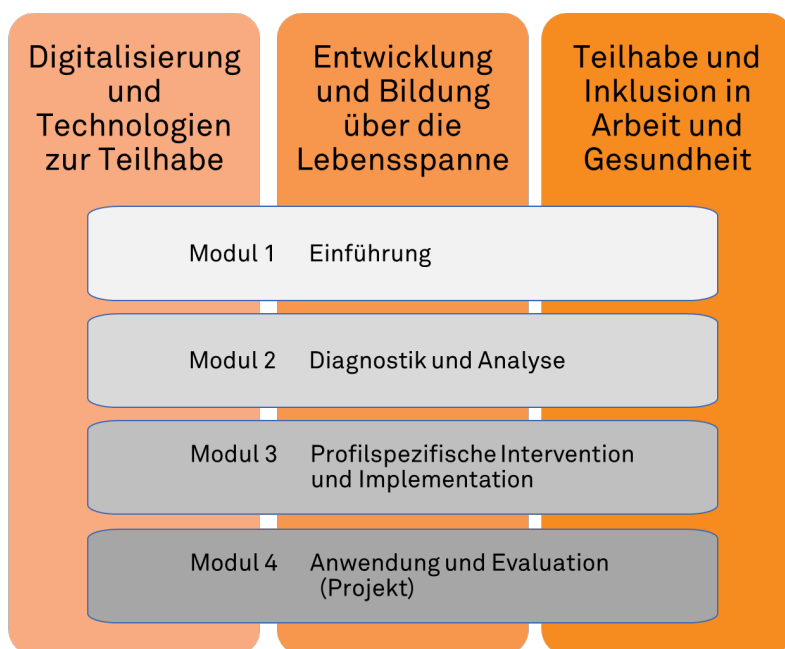 Digitalisierung
und
Technologien
zur Teilhabe
Entwicklung
und Bildung
über die
Lebensspanne
Teilhabe und
Inklusion in
Arbeit und
Gesundheit
Modul 1 Einführung
Modul 2 Diagnostik und Analyse
Modul 3 Profilspezifische Intervention
und Implementation
Modul 4 Anwendung und Evaluation
(Projekt)